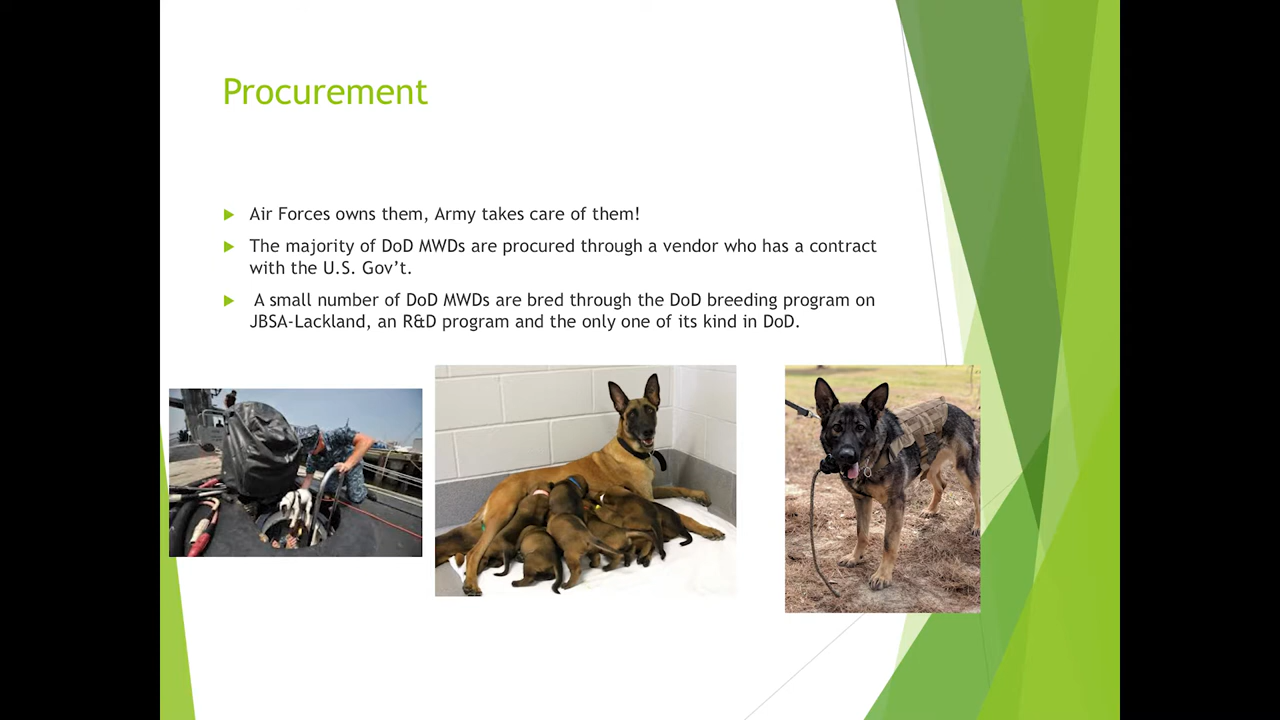 Procurement
Air Forces owns them, Army takes care of them!
The majority of DoD MWDs are procured through a vendor who has a contract
with the U.S. Gov’t.
A small number of DoD MWDs are bred through the DoD breeding program on
JBSA-Lackland, an R&D program and the only one of its kind in DoD.